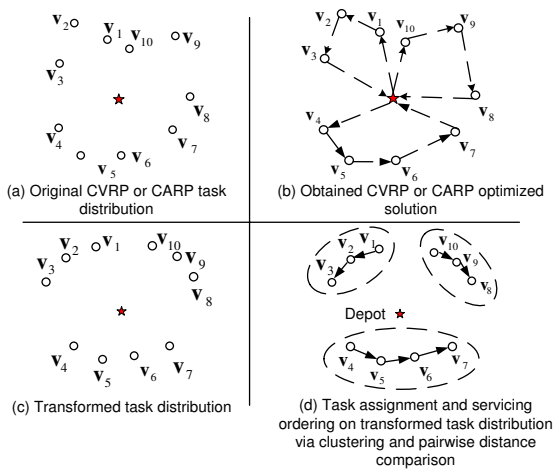 v₂ v₁ v₁₀ v₉
v₃
v₈
v₄ v₇
v₅ v₆
(a) Original CVRP or CARP task
distribution
v₂ v₁ v₁₀ v₉
v₃
v₈
v₄
v₇
v₅ v₆
(b) Obtained CVRP or CARP optimized
solution
v₂ v₁ v₁₀
v₃ v₉
v₈
v₄ v₅ v₆ v₇
(c) Transformed task distribution
v₂ v₁ v₁₀
v₃ v₉
v₈
Depot
v₄ v₅ v₆ v₇
(d) Task assignment and servicing
ordering on transformed task distribution
via clustering and pairwise distance
comparison